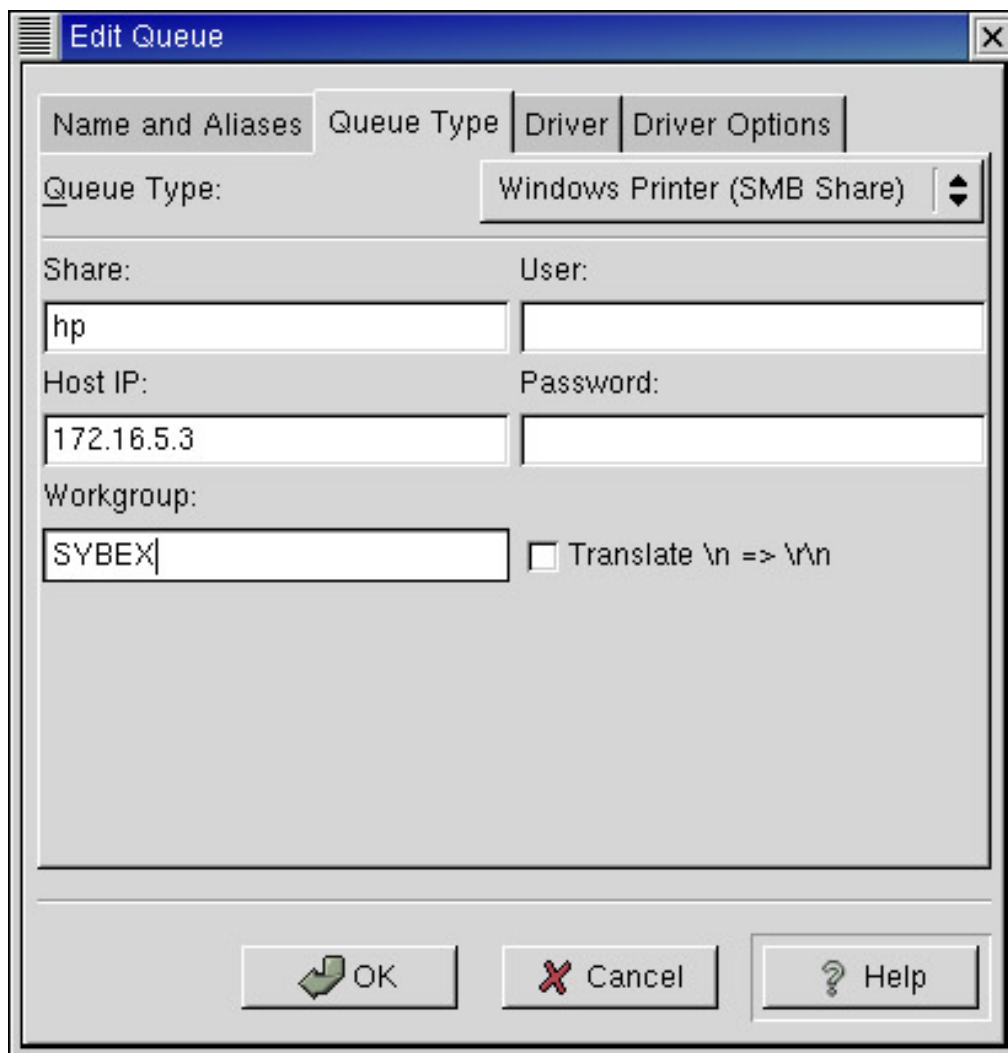 Edit Queue
Name and Aliases Queue Type Driver Driver Options
Queue Type: Windows Printer (SMB Share)
Share: User:
hp
Host IP: Password:
172.16.5.3
Workgroup:
SYBEX Translate \n => \r\n
OK Cancel Help